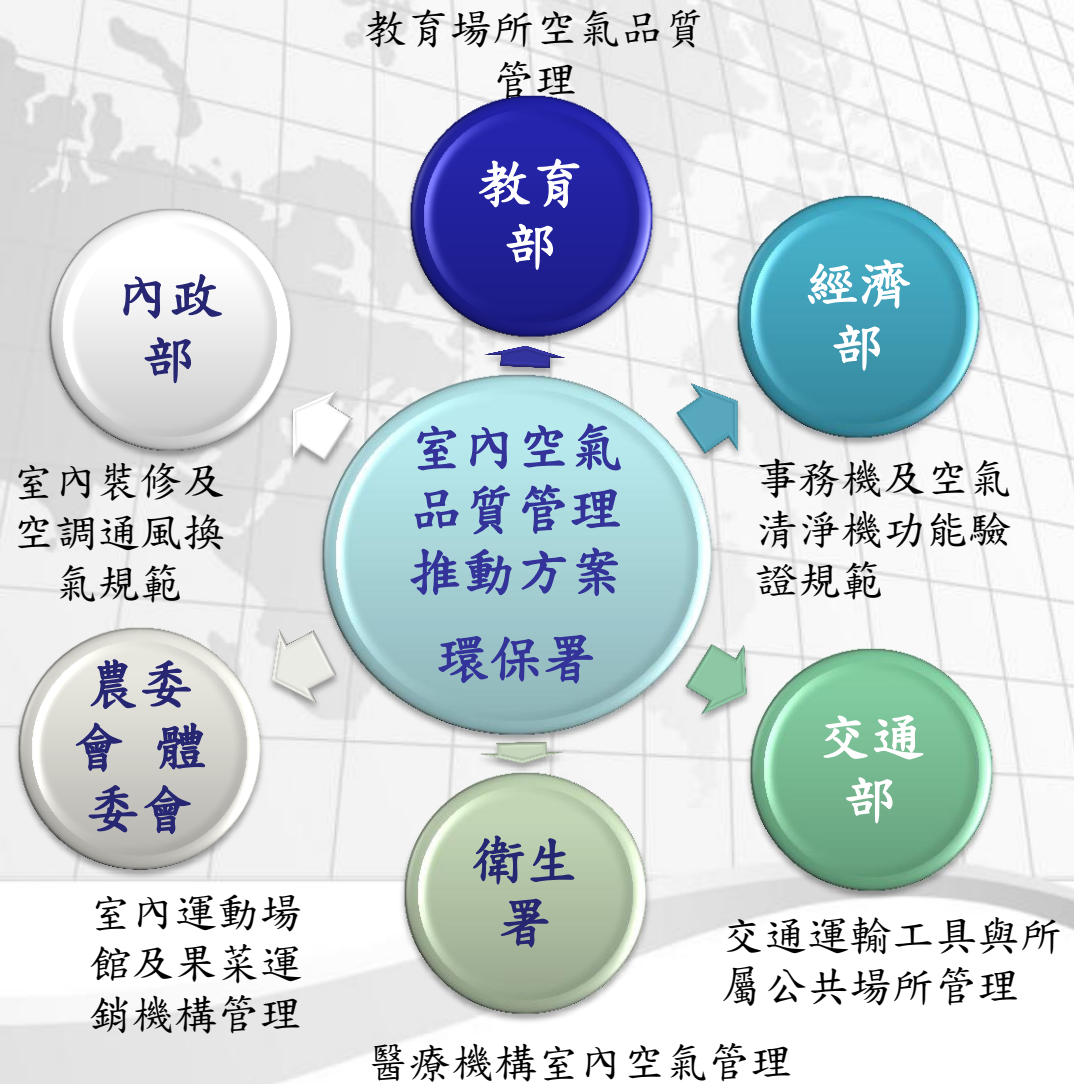 教育場所空氣品質
管理
教育
部
內政
部
經濟
部
室內空氣
品質管理
推動方案
環保署
室內裝修及
空調通風換
氣規範
事務機及空氣
清淨機功能驗
證規範
農委
會 體
委會
交通
部
衛生
署
室內運動場
館及果菜運
銷機構管理
交通運輸工具與所
屬公共場所管理
醫療機構室內空氣管理